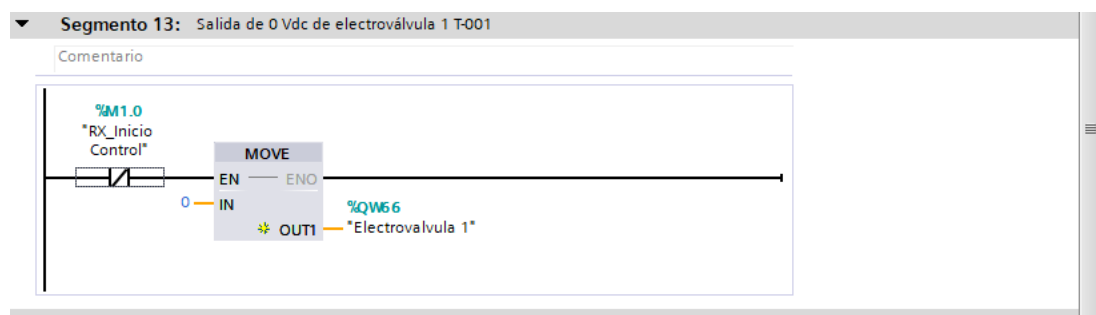 Segmento 13: Salida de 0 Vdc de electroválvula 1 T-001
Comentario
%M1.0
"RX_Inicio
Control"
MOVE
EN ENO
0 IN
%QW66
OUT1 "Electrovalvula 1"